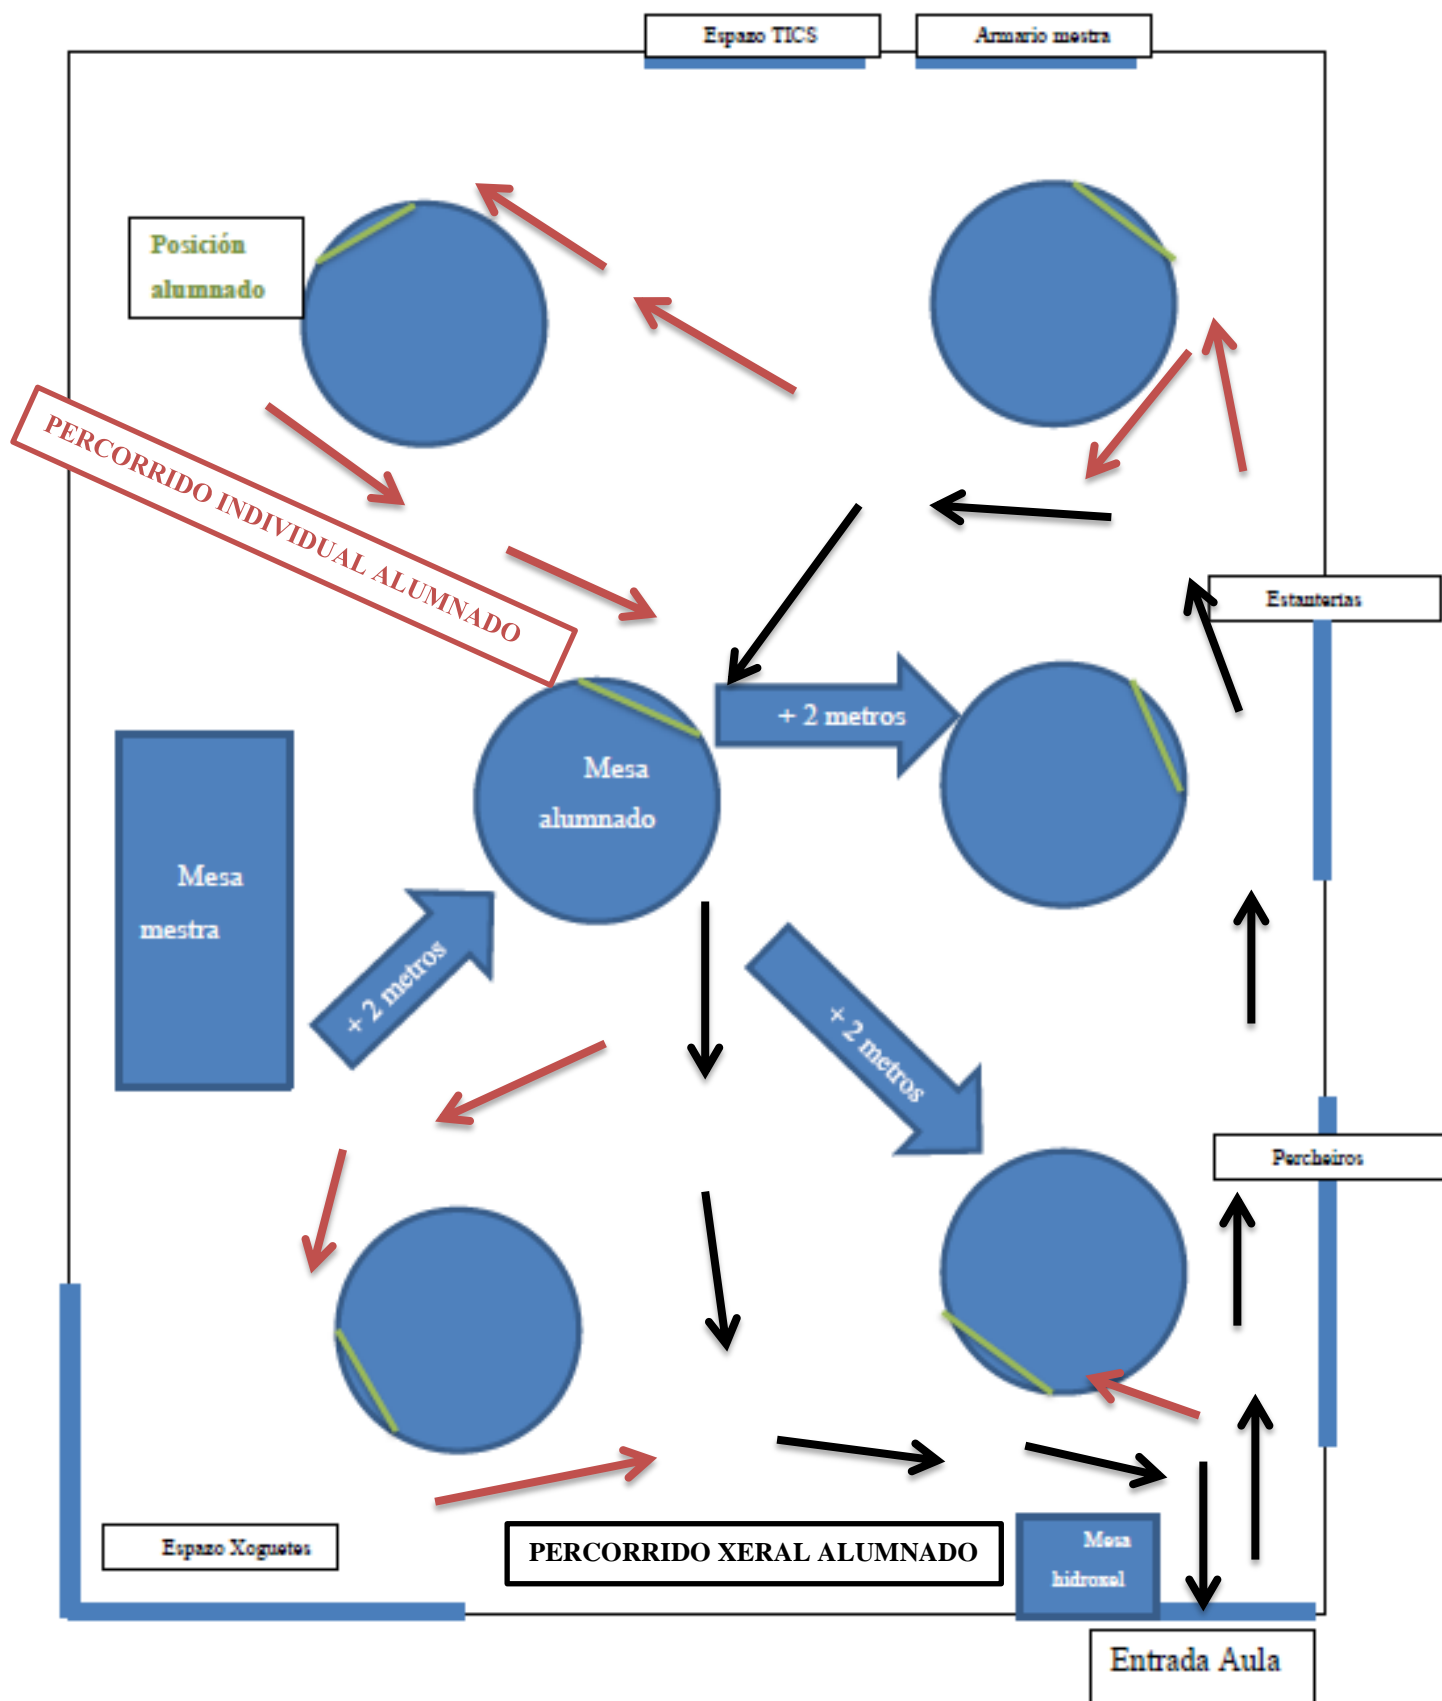 Espazo TICS
Armario mestra
Posición
alumnado
PERCORRIDO INDIVIDUAL ALUMNADO
Estanterias
+ 2 metros
Mesa
alumnado
Mesa
mestra
+ 2 metros
+ 2 metros
Percheiros
Espazo Xoguetes
PERCORRIDO XERAL ALUMNADO
Mesa
hidroxel
Entrada Aula